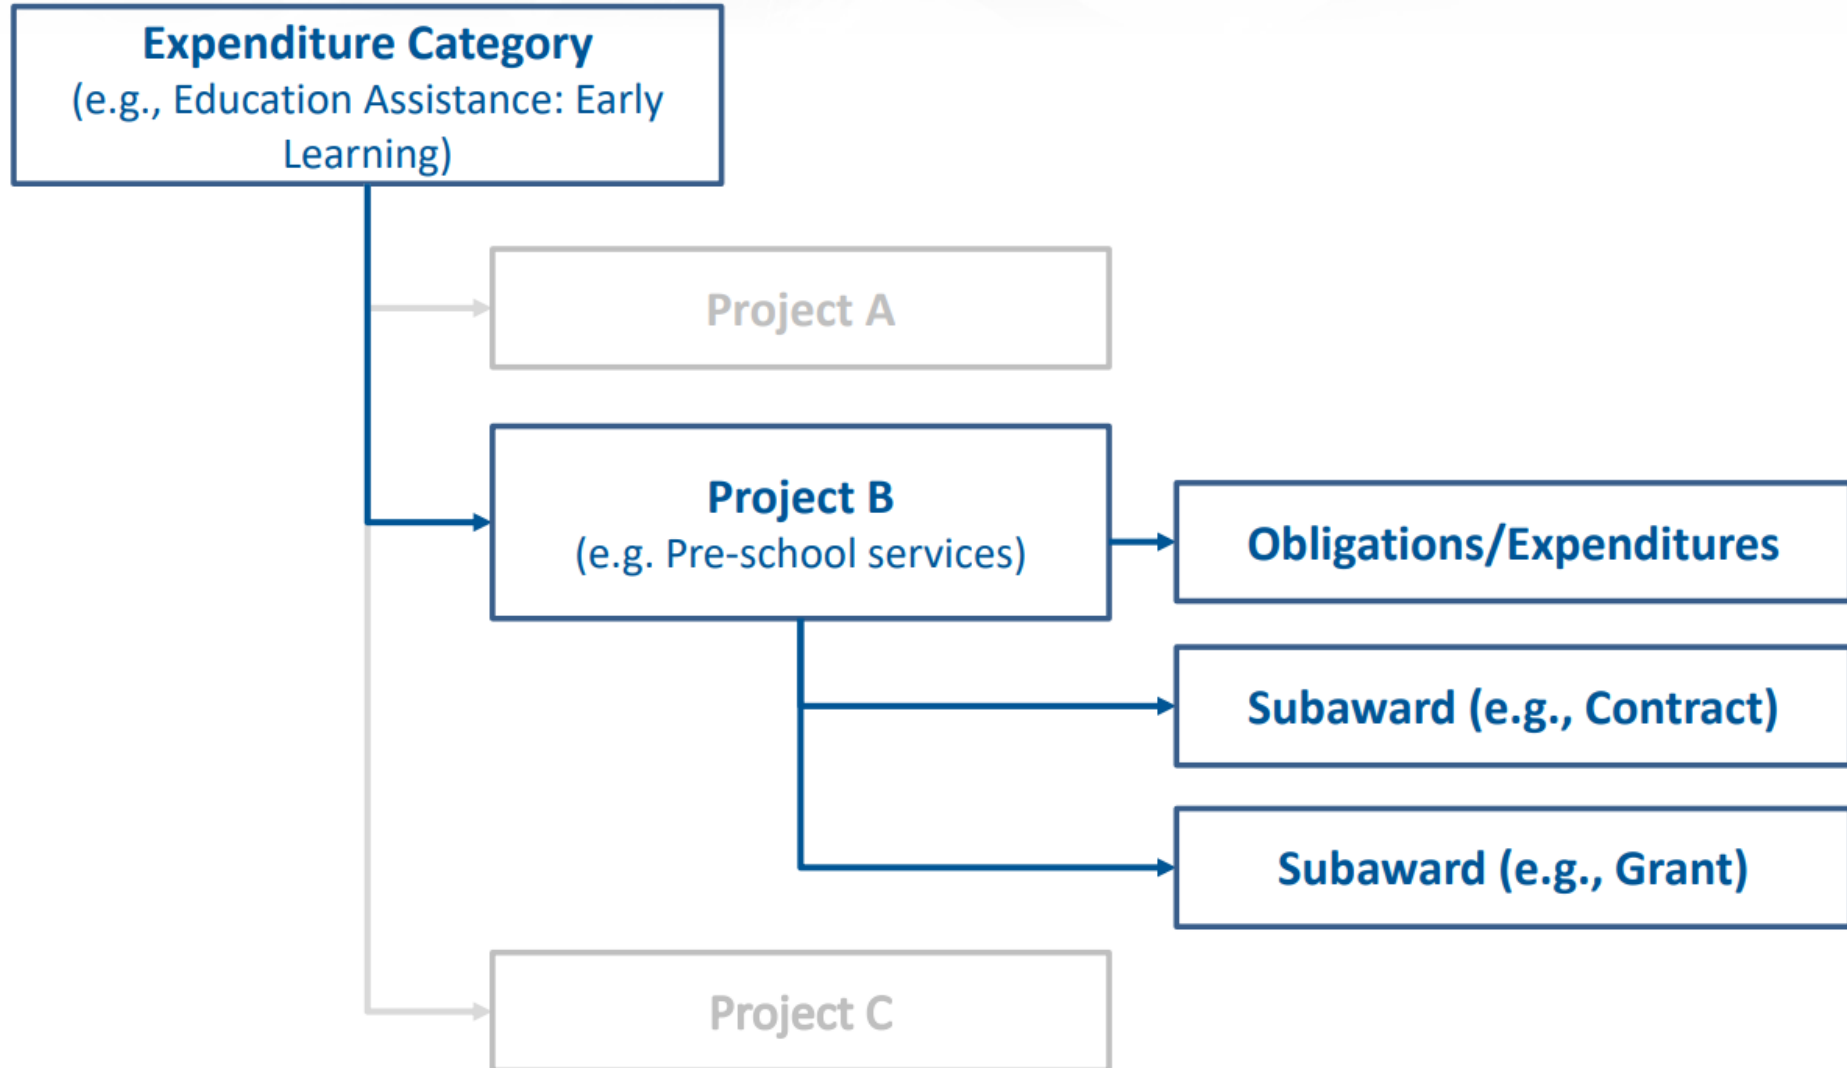 Expenditure Category
(e.g., Education Assistance: Early
Learning)
Project A
Project B
(e.g. Pre-school services)
Obligations/Expenditures
Subaward (e.g., Contract)
Subaward (e.g., Grant)
Project C